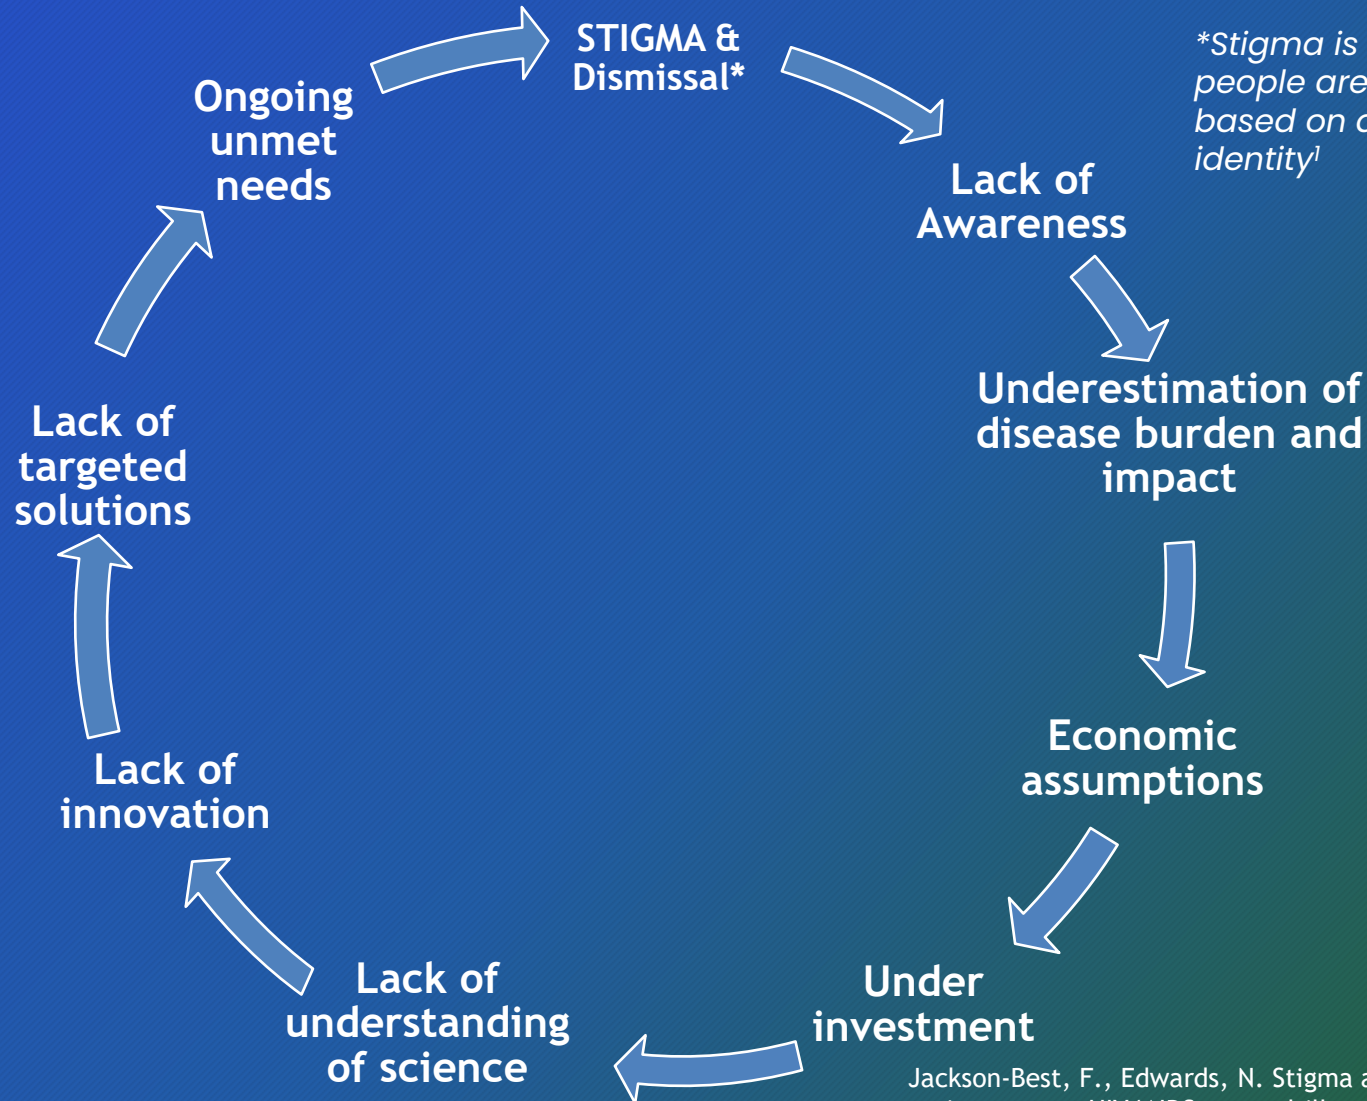 STIGMA &
Dismissal*
*Stigma is
people are
based on
identity¹
Lack of
Awareness
Underestimation of
disease burden and
impact
Economic
assumptions
Under
investment
Lack of
understanding
of science
Lack of
innovation
Lack of
targeted
solutions
Ongoing
unmet
needs
Jackson-Best, F., Edwards, N. Stigma